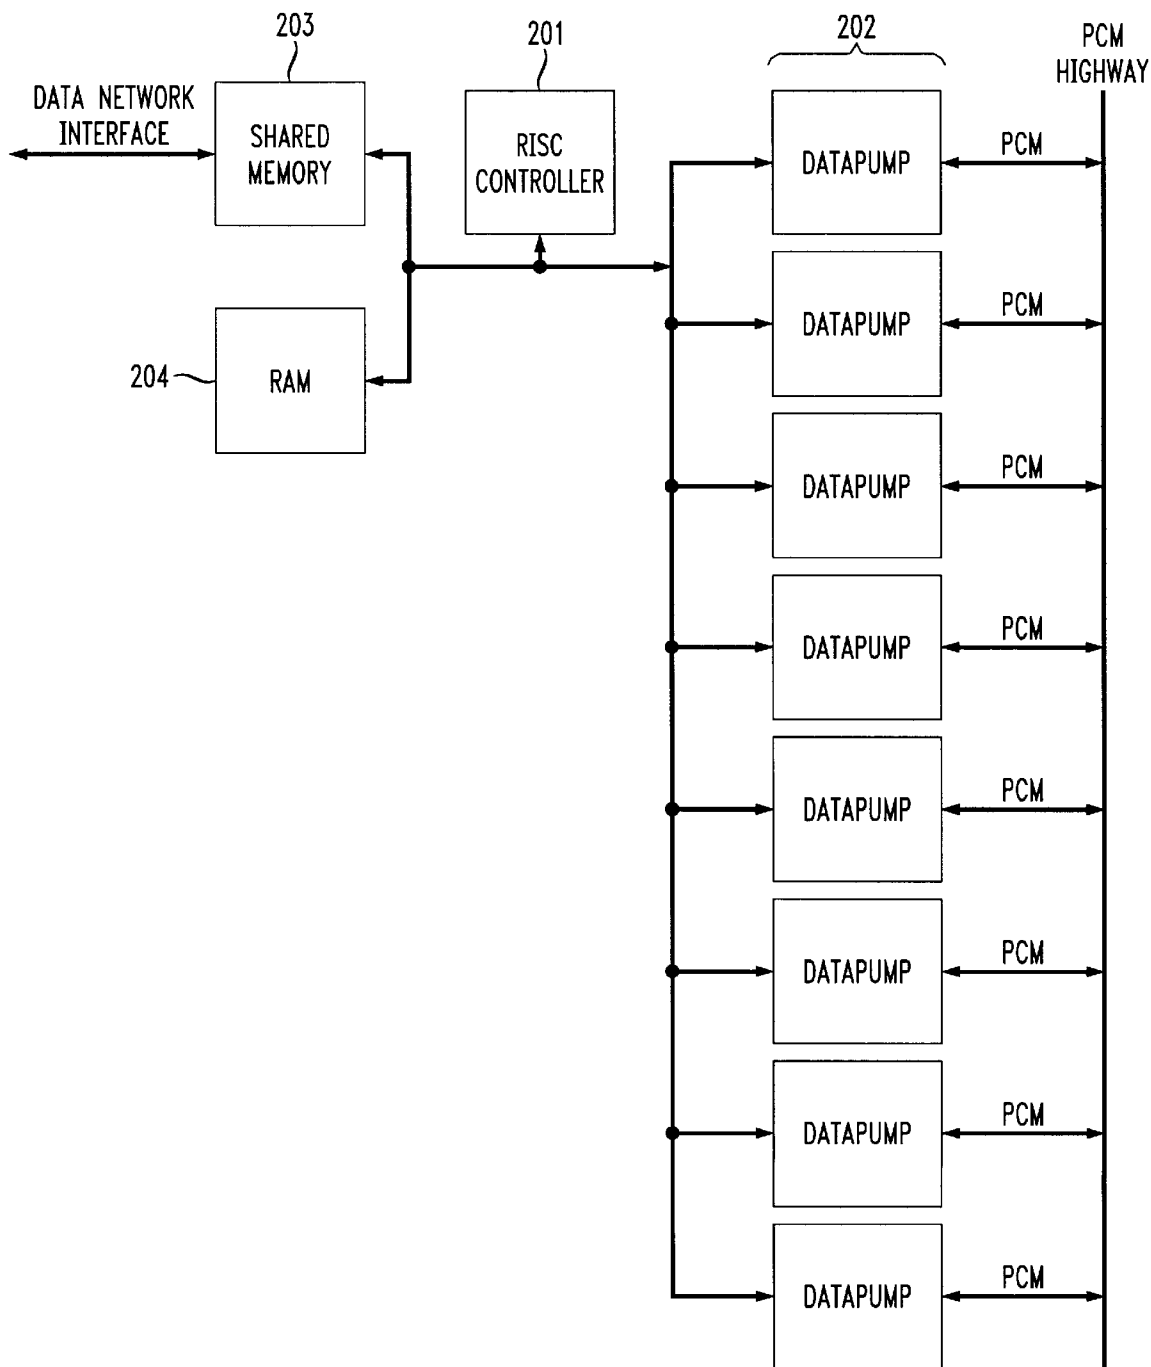 203
201
202
PCM
HIGHWAY
DATA NETWORK
INTERFACE
SHARED
MEMORY
RISC
CONTROLLER
DATAPUMP
PCM
DATAPUMP
PCM
204
RAM
DATAPUMP
PCM
DATAPUMP
PCM
DATAPUMP
PCM
DATAPUMP
PCM
DATAPUMP
PCM
DATAPUMP
PCM